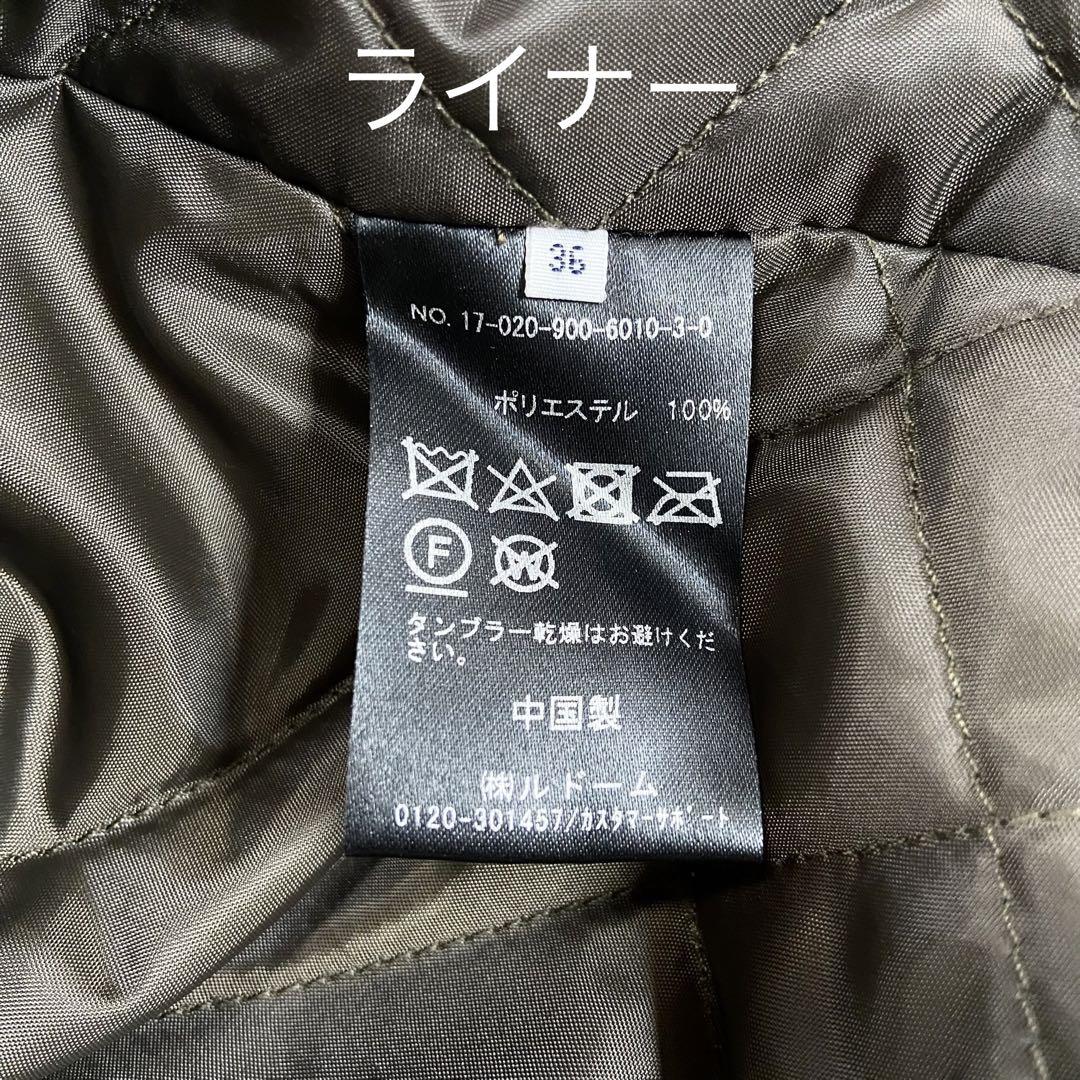 ライナー
36
NO. 17-020-900-6010-3-0
ポリエステル 100%
F
W
タンブラー乾燥はお避けくだ
さい。
中国製
㈱ルドーム
0120-301457/ｶｽﾀﾏｰｻﾎﾟｰﾄ